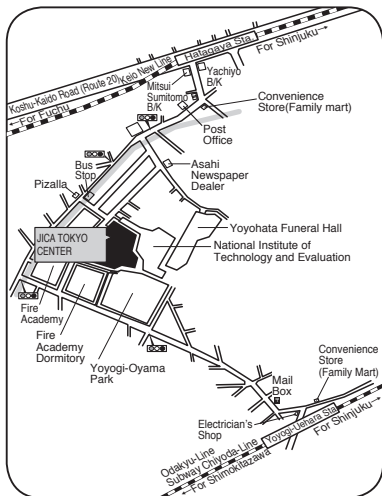 Hatagaya Sta.
For Shinjuku
Koshu-Kaido Road (Route 20)
Keio New Line
For Fuchu
Mitsui
Sumitomo
B/K
Yachiyo
B/K
Convenience
Store(Family mart)
Post
Office
Bus
Stop
Asahi
Newspaper
Dealer
Pizalla
Yoyohata Funeral Hall
JICA TOKYO
CENTER
National Institute of
Technology and Evaluation
Fire
Academy
Fire
Academy
Dormitory
Yoyogi-Oyama
Park
Convenience
Store
(Family Mart)
Mail
Box
Electrician's
Shop
Yoyogi-Uehara Sta.
For Shinjuku
Odakyu-Line
Subway Chiyoda-Line
For Shimokitazawa